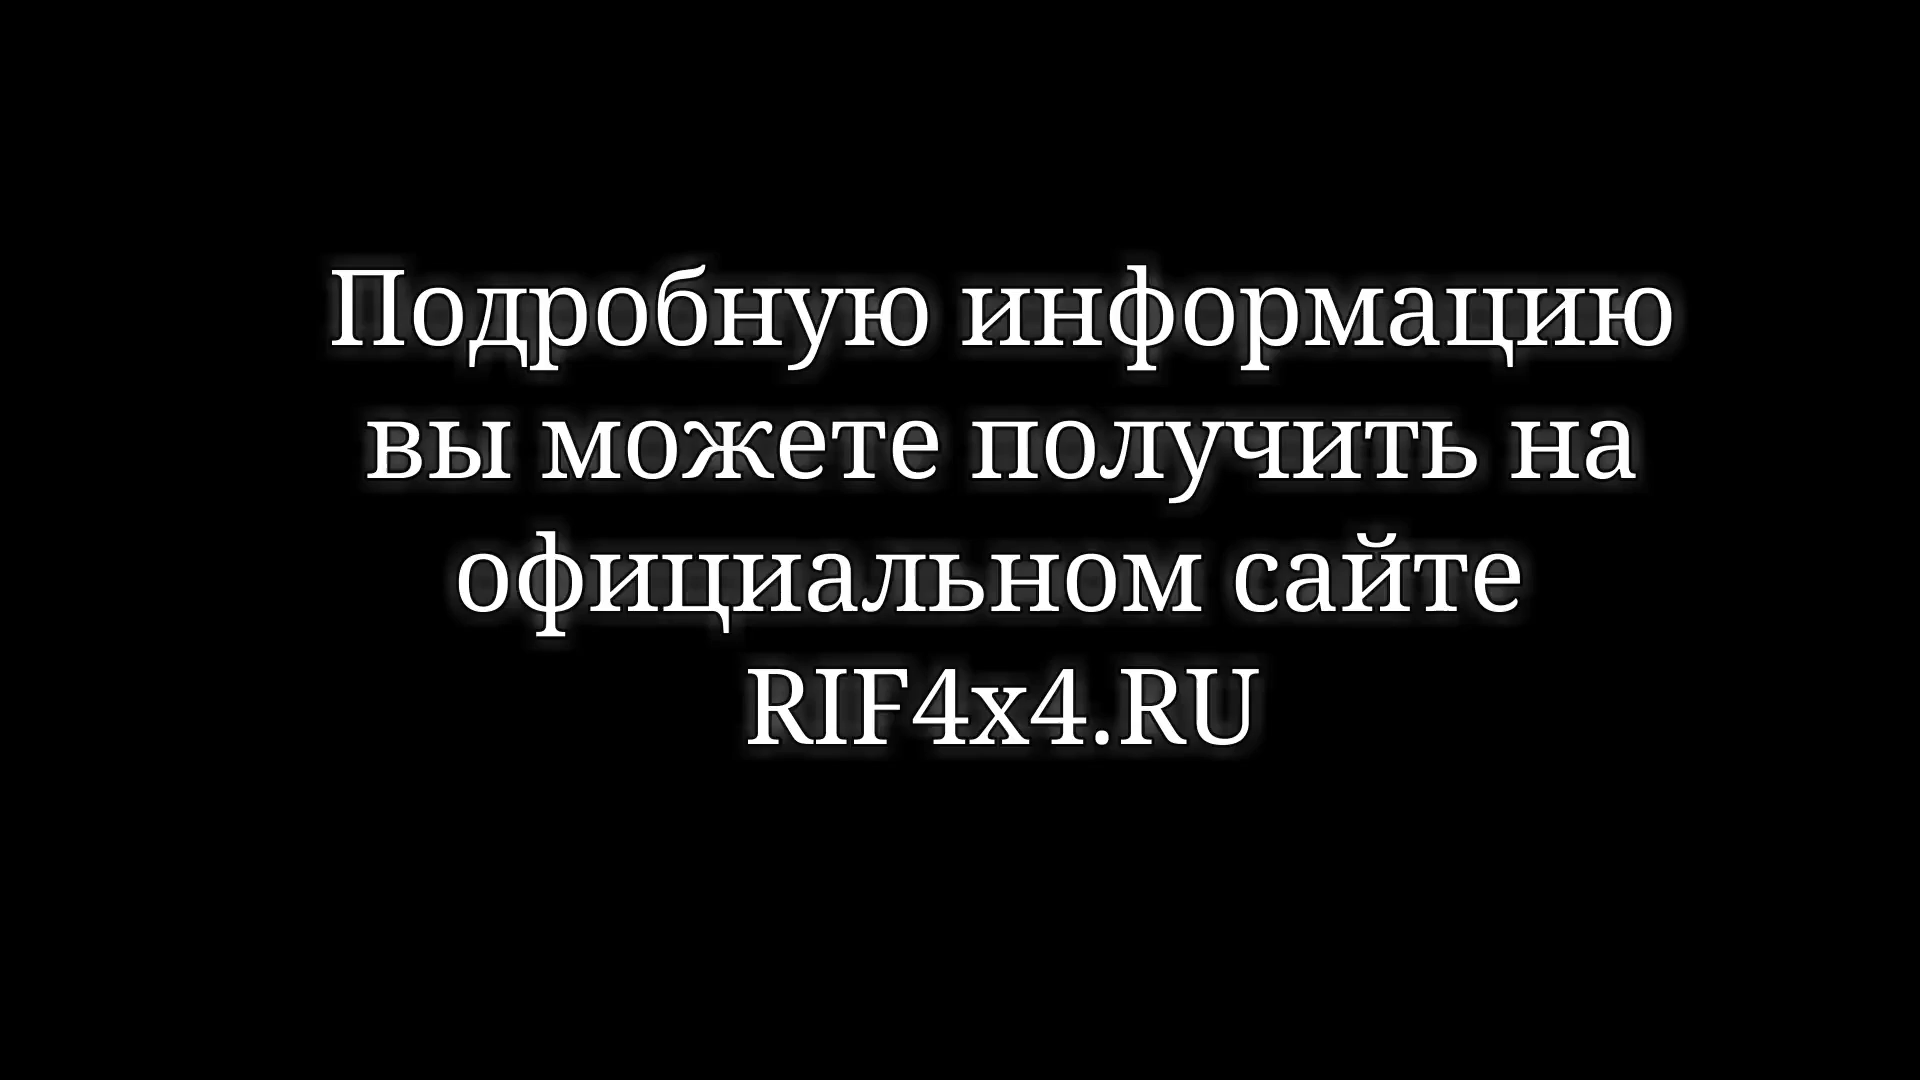 Подробную информацию
вы можете получить на
официальном сайте
RIF4x4.RU